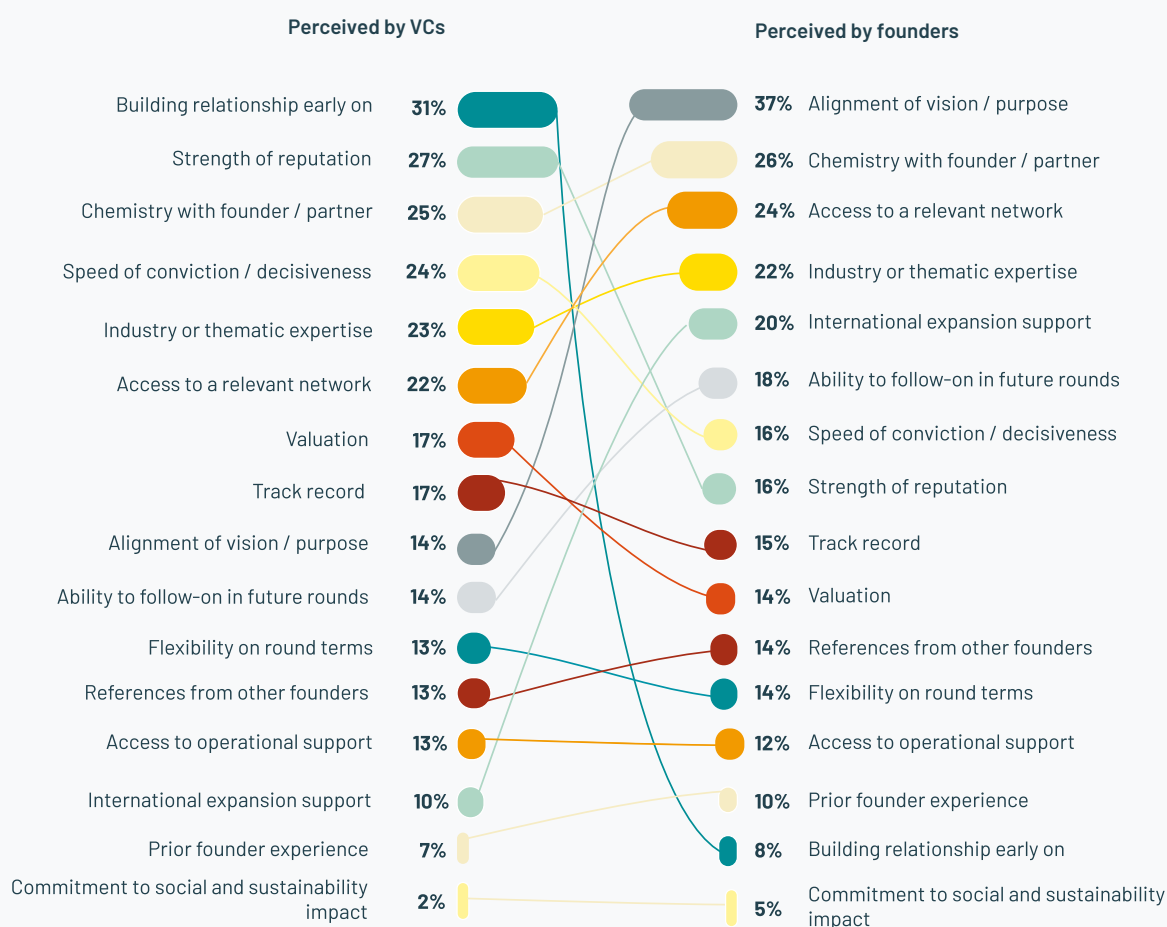 Perceived by VCs
Perceived by founders
Building relationship early on 31%
37% Alignment of vision / purpose
Strength of reputation 27%
26% Chemistry with founder / partner
Chemistry with founder / partner 25%
24% Access to a relevant network
Speed of conviction / decisiveness 24%
22% Industry or thematic expertise
Industry or thematic expertise 23%
20% International expansion support
Access to a relevant network 22%
18% Ability to follow-on in future rounds
Valuation 17%
16% Speed of conviction / decisiveness
Track record 17%
16% Strength of reputation
Alignment of vision / purpose 14%
15% Track record
Ability to follow-on in future rounds 14%
14% Valuation
Flexibility on round terms 13%
14% References from other founders
References from other founders 13%
14% Flexibility on round terms
Access to operational support 13%
12% Access to operational support
International expansion support 10%
10% Prior founder experience
Prior founder experience 7%
8% Building relationship early on
Commitment to social and sustainability
impact 2%
5% Commitment to social and sustainability
impact